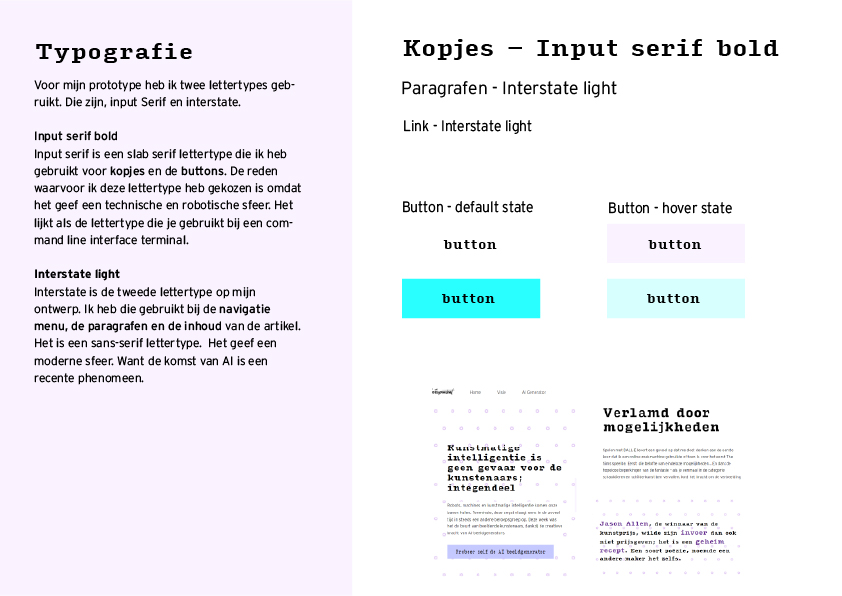 Typografie
Voor mijn prototype heb ik twee lettertypes geb-
ruikt. Die zijn, input Serif en interstate.
Input serif bold
Input serif is een slab serif lettertype die ik heb
gebruikt voor kopjes en de buttons. De reden
waarvoor ik deze lettertype heb gekozen is omdat
het geef een technische en robotische sfeer. Het
lijkt als de lettertype die je gebruikt bij een com-
mand line interface terminal.
Interstate light
Interstate is de tweede lettertype op mijn
ontwerp. Ik heb die gebruikt bij de navigatie
menu, de paragrafen en de inhoud van de artikel.
Het is een sans-serif lettertype. Het geef een
moderne sfeer. Want de komst van AI is een
recente phenomeen.
Kopjes – Input serif bold
Paragrafen - Interstate light
Link - Interstate light
Button - default state
Button - hover state
button
button
button
button
Home
AI Generator
Kunstmatige
intelligentie is
geen gevaar voor de
kunstenaars;
integendeel
Probeer zelf de AI beeldgenerator
Verlamd door
mogelijkheden
Jason Allen, de winnaar van de
kunstprijs, wilde zijn invoer dan ook
niet prijsgeven; het is een geheim
recept. Een soort poëzie, noemde een
andere maker het zelfs.